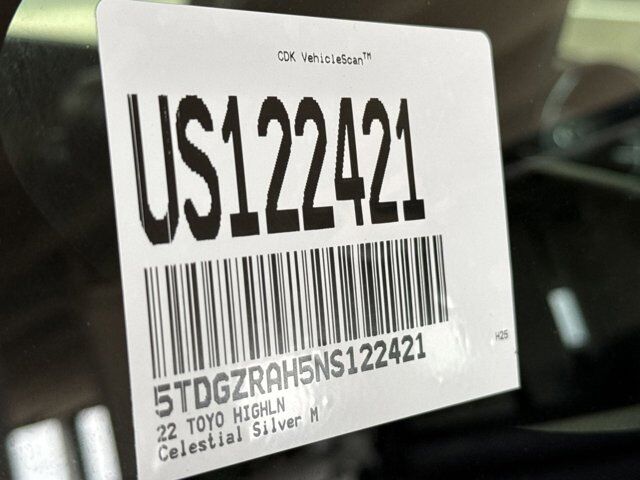 CDK VehicleScan™
US122421
H25
5TDGZRAH5NS122421
22 TOYO HIGHLN
Celestial Silver M